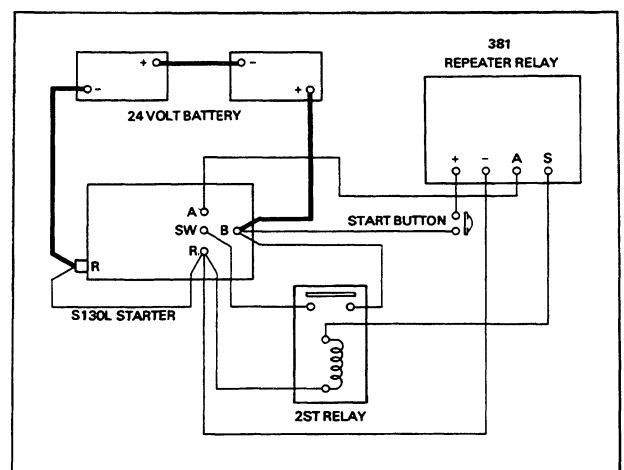 381
REPEATER RELAY
+ -
-
- +
24 VOLT BATTERY
+ - A S
A
SW B
R
R
START BUTTON
S130L STARTER
2ST RELAY